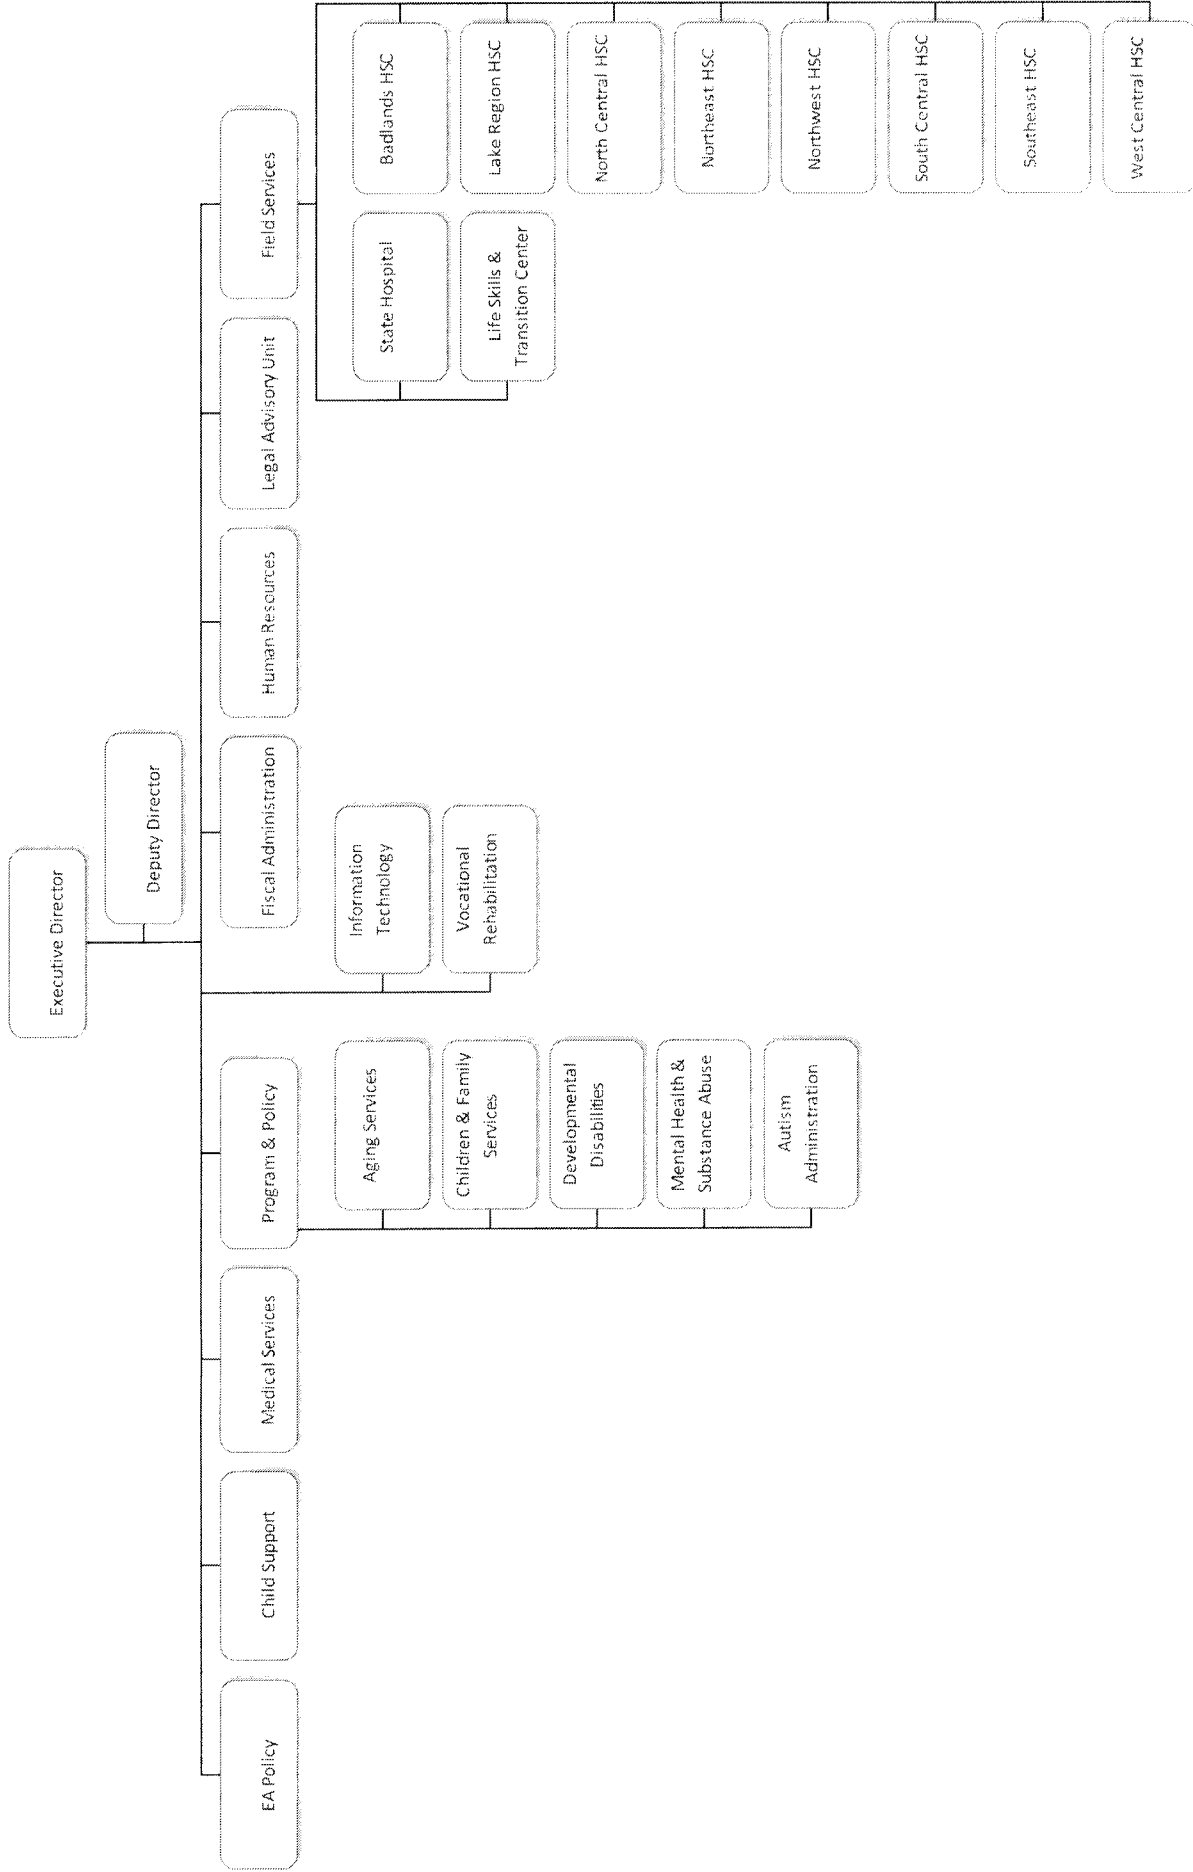 Executive Director
Deputy Director
EA Policy
Child Support
Medical Services
Program & Policy
Fiscal Administration
Human Resources
Legal Advisory Unit
Field Services
Aging Services
Children & Family
Services
Developmental
Disabilities
Mental Health &
Substance Abuse
Autism
Administration
Information
Technology
Vocational
Rehabilitation
State Hospital
Life Skills &
Transition Center
Badlands HSC
Lake Region HSC
North Central HSC
Northeast HSC
Northwest HSC
South Central HSC
Southeast HSC
West Central HSC